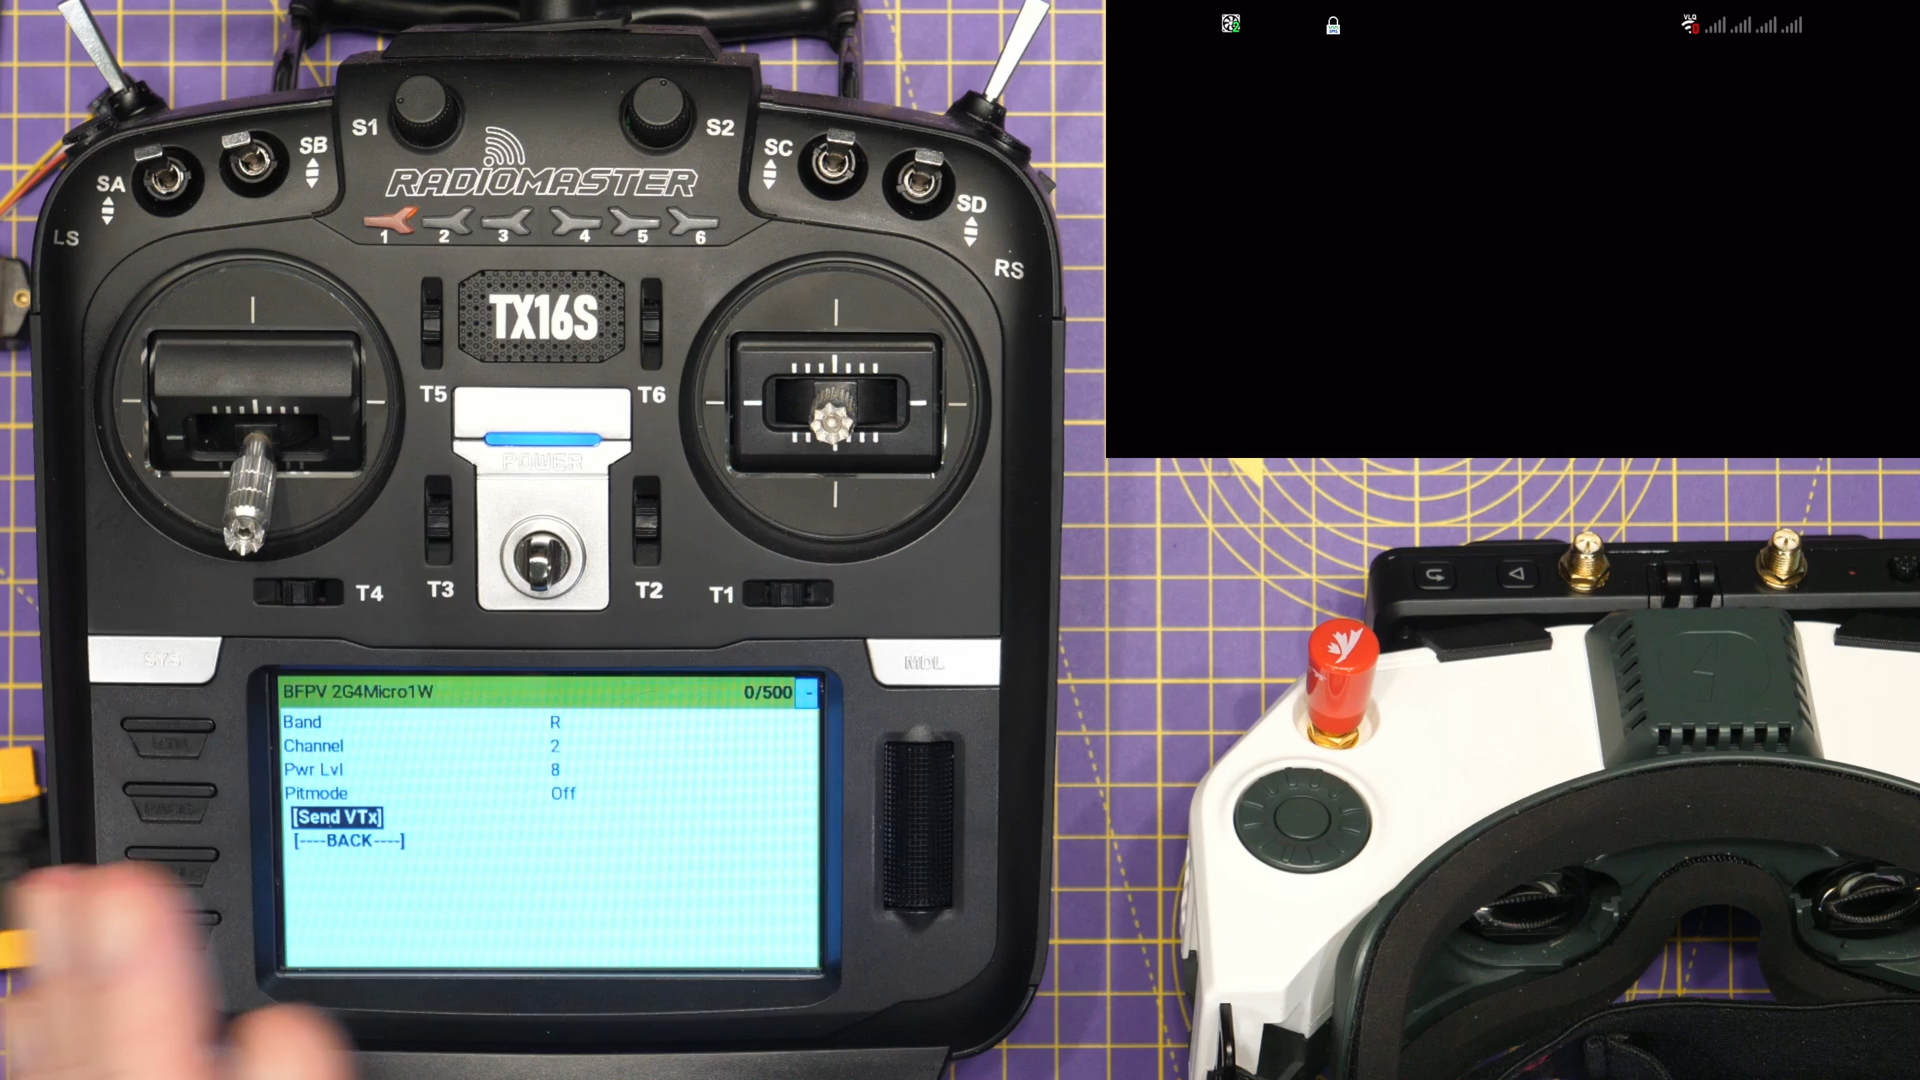 VLQ
S1
S2
SB
SC
SA
SD
RADIOMASTER
LS
1 2 3 4 5 6
RS
TX16S
T5
T6
POWER
T4
T3
T2
T1
SYS
MDL
BFPV 2G4Micro1W 0/500 -
Band R
Channel 2
Pwr Lvl 8
Pitmode Off
[Send VTx]
[----BACK----]
RTN